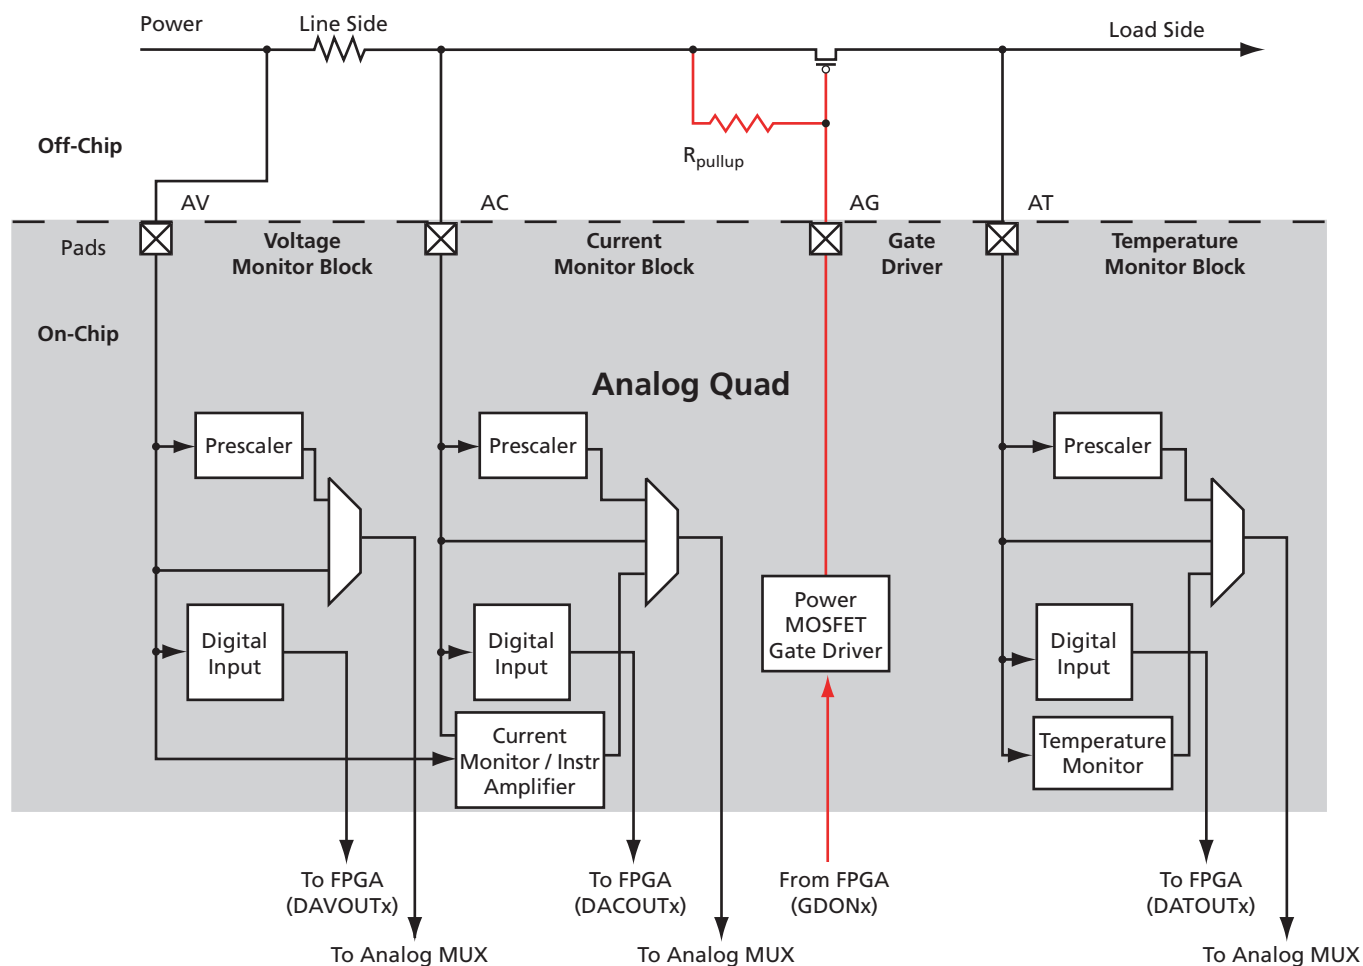 Power
Line Side
Load Side
Off-Chip
R_pullup
AV
AC
AG
AT
Pads
Voltage
Monitor Block
Current
Monitor Block
Gate
Driver
Temperature
Monitor Block
On-Chip
Analog Quad
Prescaler
Prescaler
Prescaler
Digital
Input
Digital
Input
Power
MOSFET
Gate Driver
Digital
Input
Current
Monitor / Instr
Amplifier
Temperature
Monitor
To FPGA
(DAVOUTx)
To FPGA
(DACOUTx)
From FPGA
(GDONx)
To FPGA
(DATOUTx)
To Analog MUX
To Analog MUX
To Analog MUX